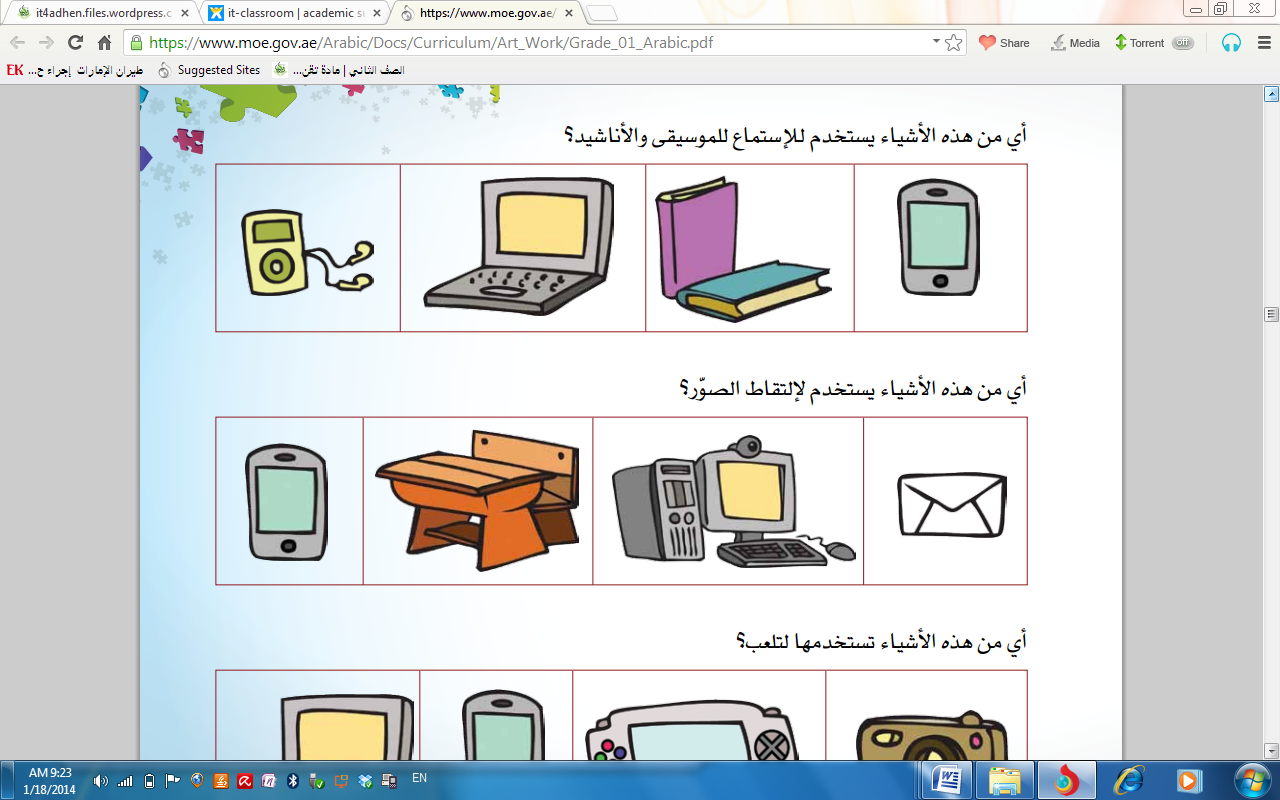 it4adhen.files.wordpress.c
it-classroom | academic su
https://www.moe.gov.ae/
https://www.moe.gov.ae/Arabic/Docs/Curriculum/Art_Work/Grade_01_Arabic.pdf
Share
Media
Torrent
Off
EK
طيران الإمارات إجراء ح...
Suggested Sites
الصف الثاني | مادة تقن...
أي من هذه الأشياء يستخدم للإستماع للموسيقى والأناشيد؟
أي من هذه الأشياء يستخدم لإلتقاط الصوّر؟
أي من هذه الأشياء تستخدمها لتلعب؟
AM 9:23
1/18/2014
EN